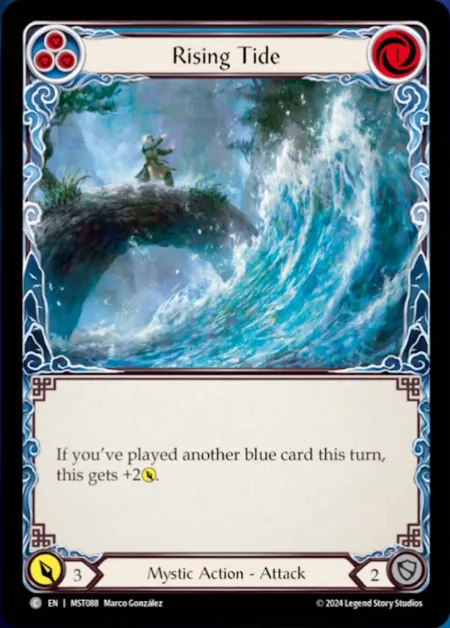 Rising Tide
1
If you've played another blue card this turn,
this gets +2.
3
Mystic Action - Attack
2
C EN | MST088 Marco González
© 2024 Legend Story Studios